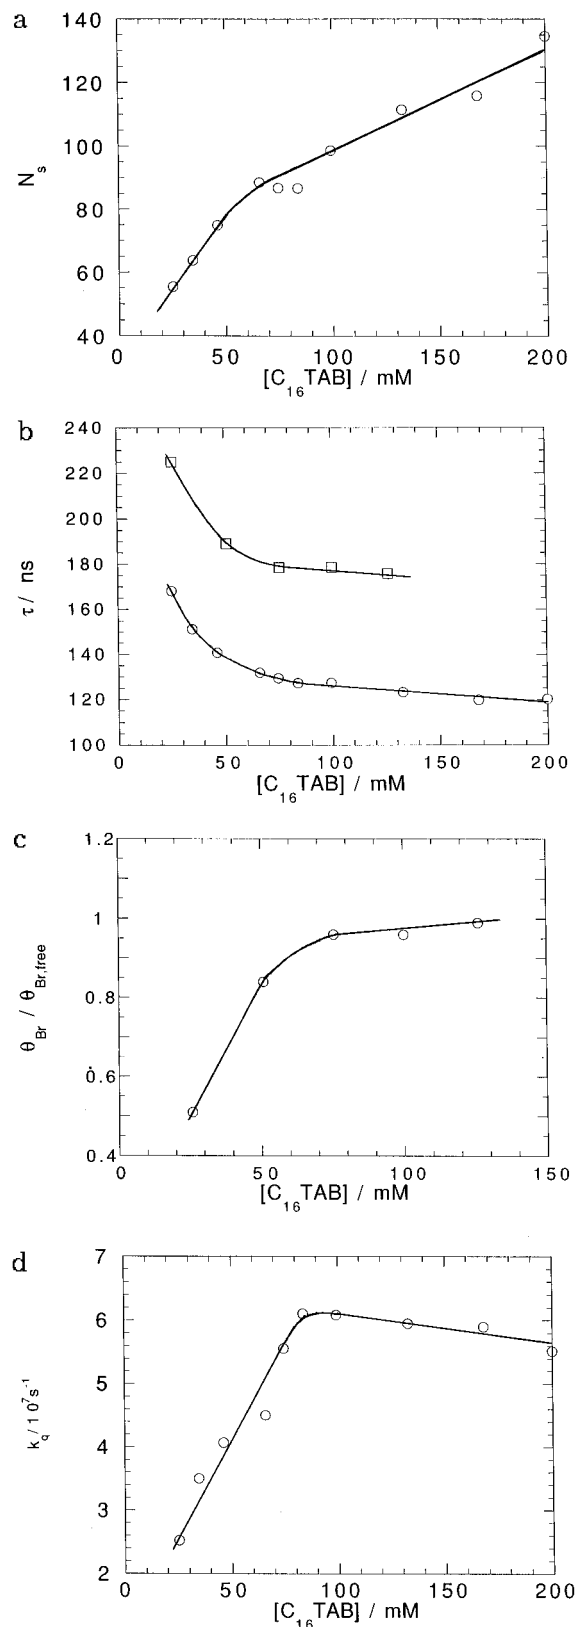 a
140
120
100
80
60
40
N_s
0 50 100 150 200
[C_16TAB] / mM
b
240
220
200
180
160
140
120
100
τ / ns
0 50 100 150 200
[C_16TAB] / mM
c
1.2
1
0.8
0.6
0.4
θ_Br / θ_Br,free
0 50 100 150
[C_16TAB] / mM
d
7
6
5
4
3
2
k_q / 10^7 s^-1
0 50 100 150 200
[C_16TAB] / mM